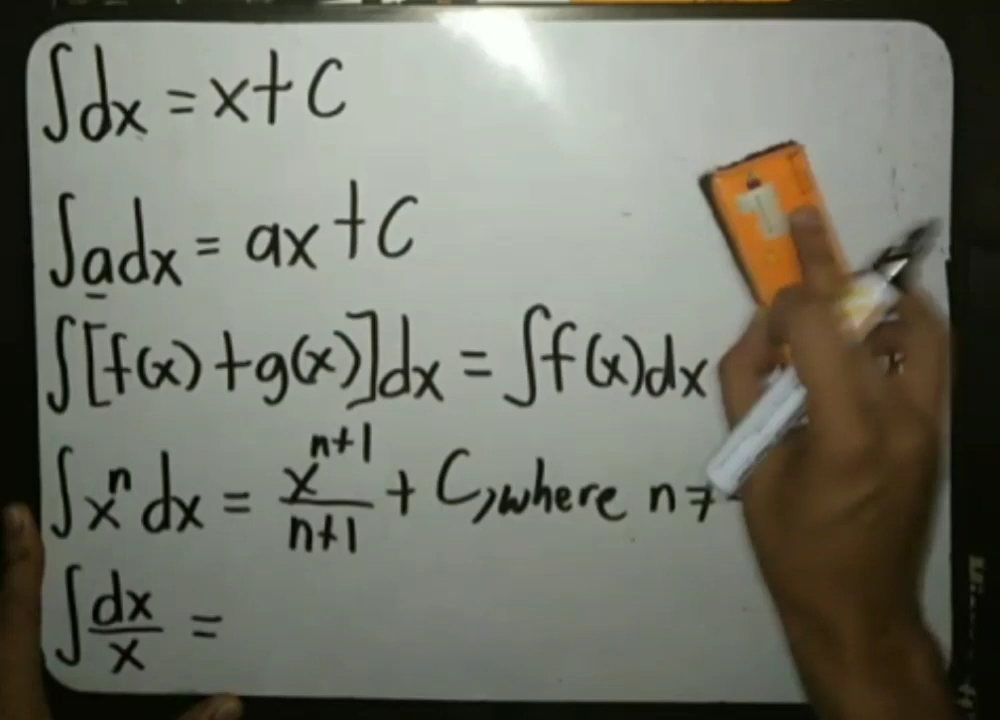 ∫dx = x + C
∫adx = ax + C
∫[f(x) + g(x)]dx = ∫f(x)dx
∫xⁿdx = xⁿ⁺¹/n+1 + C, where n ≠
∫dx/x =